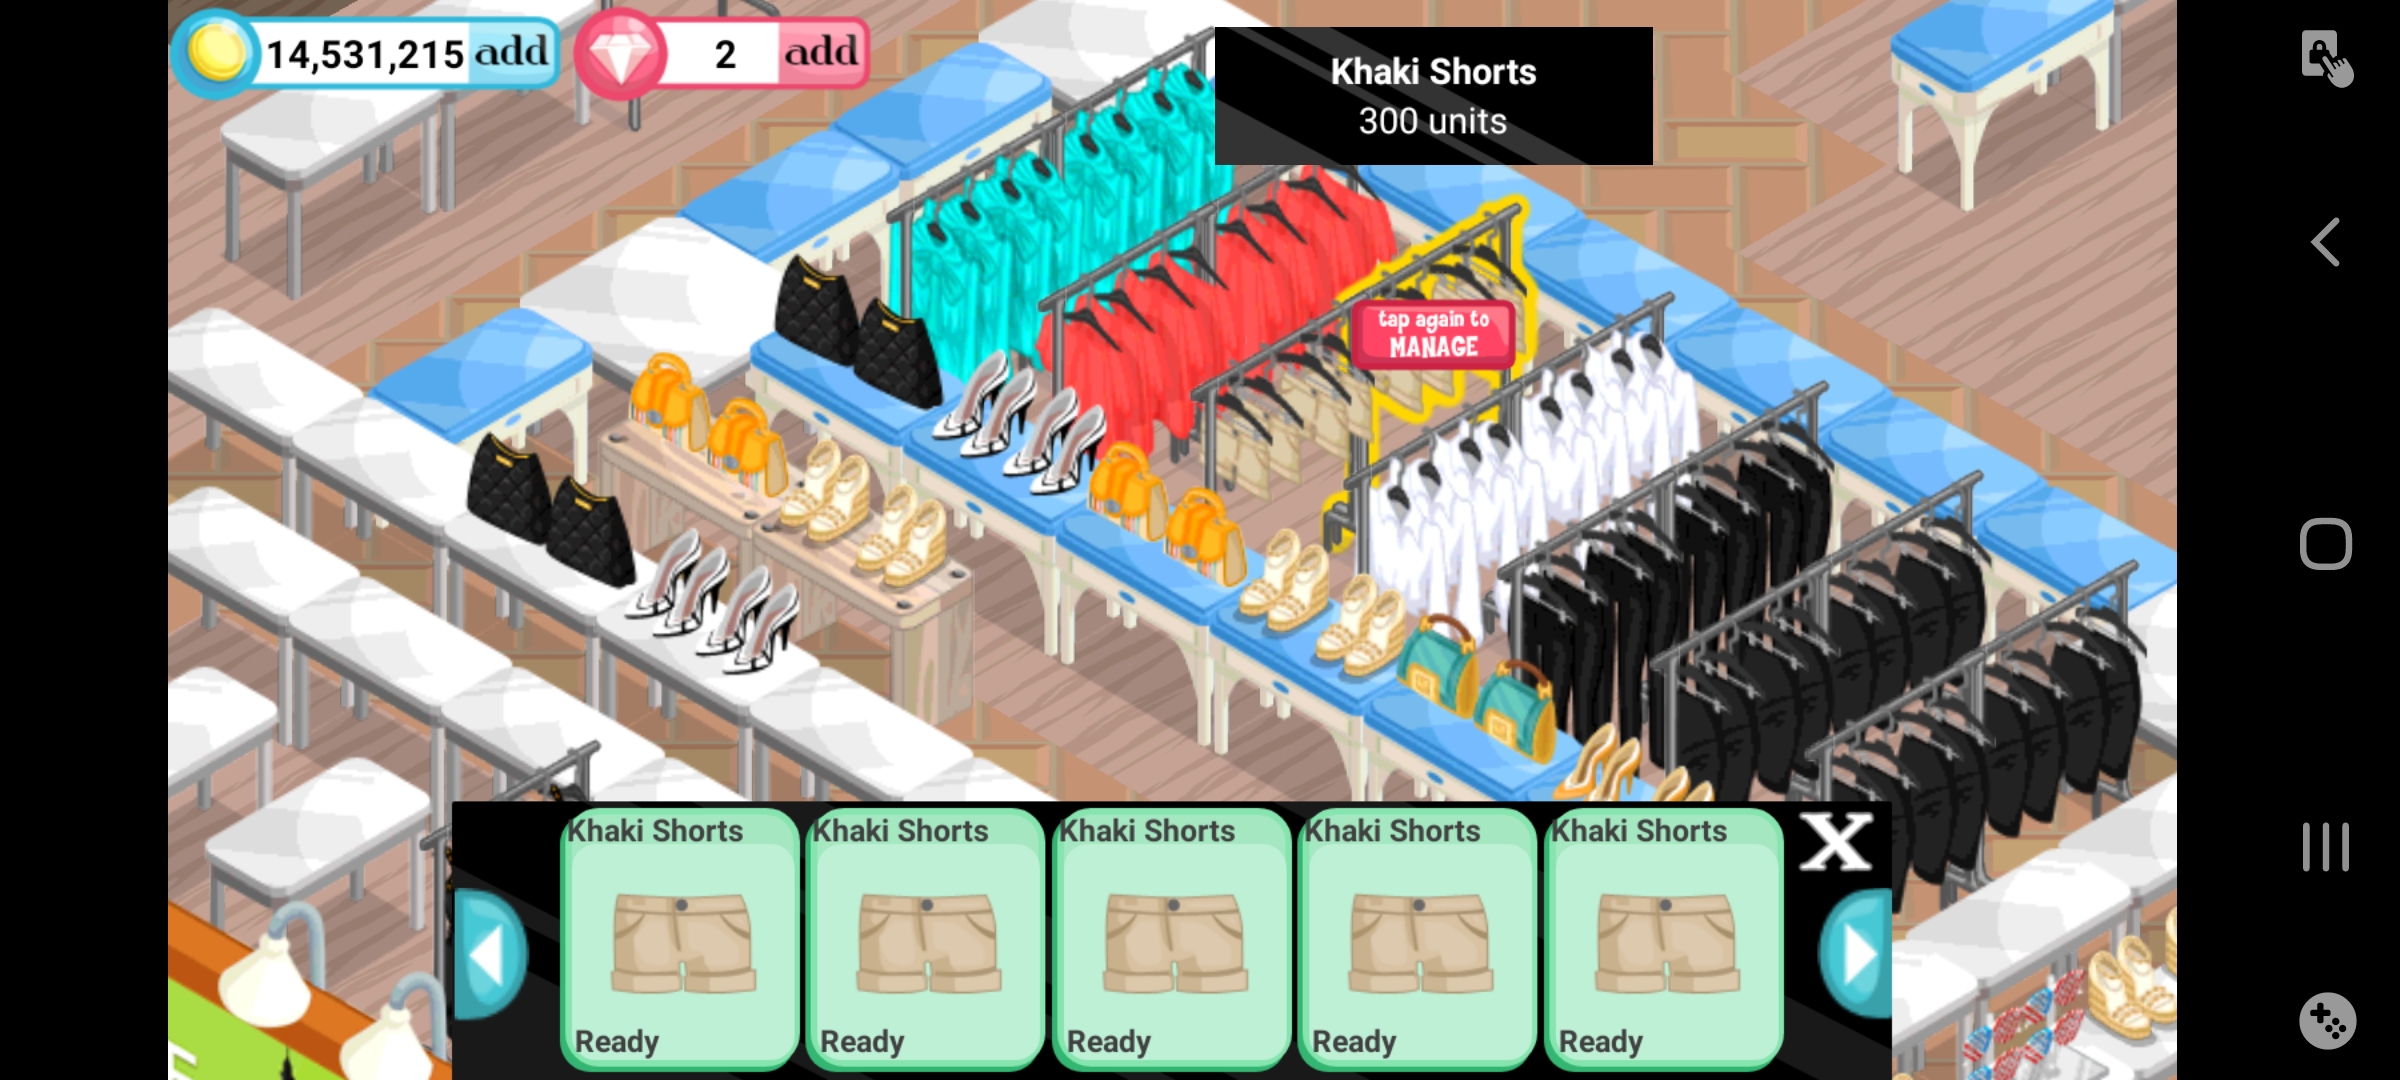 14,531,215 add
2 add
Khaki Shorts
300 units
tap again to
MANAGE
Khaki Shorts
Khaki Shorts
Khaki Shorts
Khaki Shorts
Khaki Shorts
X
Ready
Ready
Ready
Ready
Ready